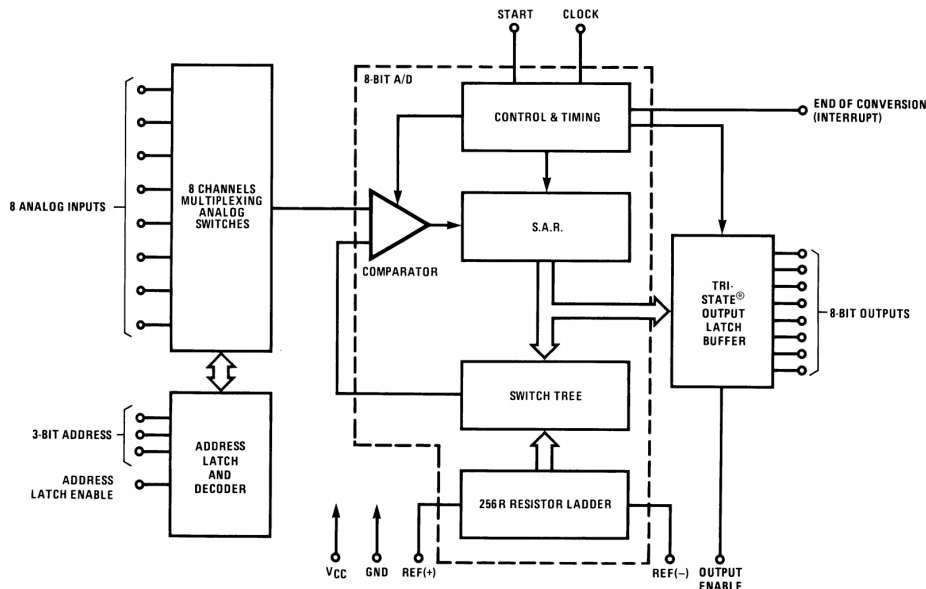 START
CLOCK
8-BIT A/D
CONTROL & TIMING
END OF CONVERSION
(INTERRUPT)
8 ANALOG INPUTS
8 CHANNELS
MULTIPLEXING
ANALOG
SWITCHES
COMPARATOR
S.A.R.
TRI-
STATE®
OUTPUT
LATCH
BUFFER
8-BIT OUTPUTS
SWITCH TREE
3-BIT ADDRESS
ADDRESS
LATCH ENABLE
ADDRESS
LATCH
AND
DECODER
256R RESISTOR LADDER
VCC
GND
REF(+)
REF(−)
OUTPUT
ENABLE